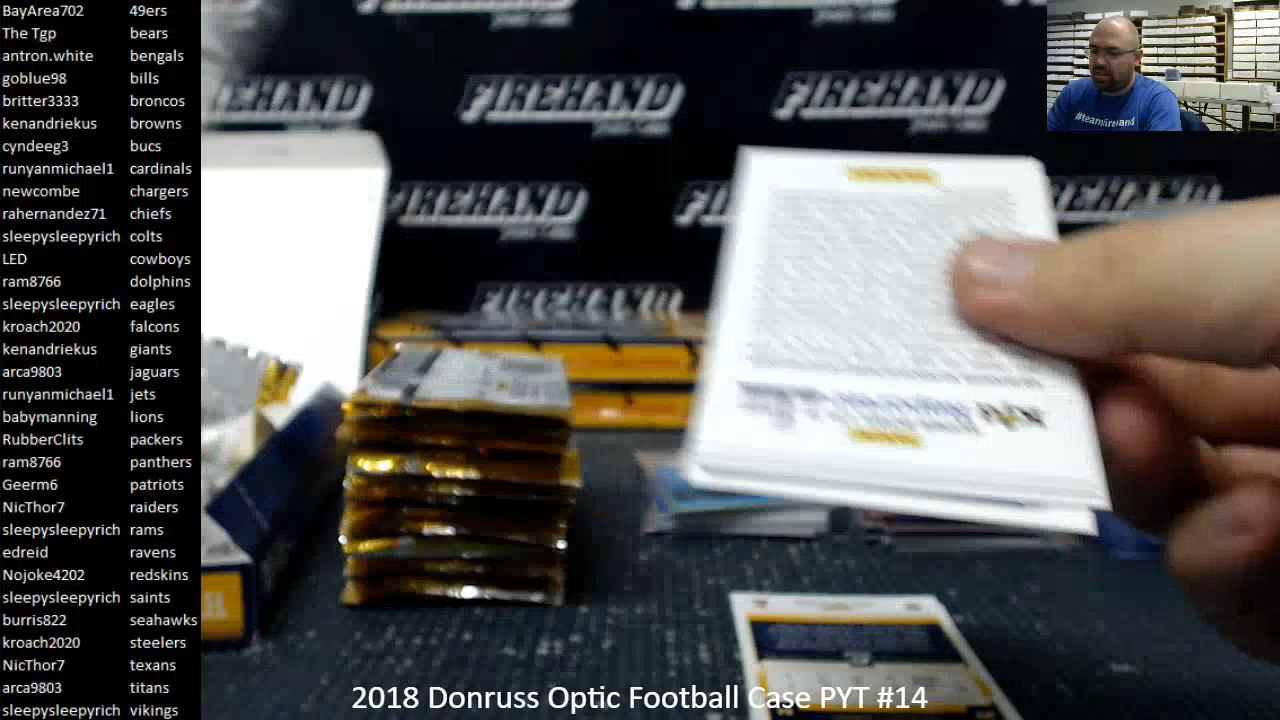 BayArea702 49ers
The Tgp bears
antron.white bengals
goblue98 bills
britter3333 broncos
kenandriekus browns
cyndeeg3 bucs
runyanmichael1 cardinals
newcombe chargers
rahernandez71 chiefs
sleepysleepyrich colts
LED cowboys
ram8766 dolphins
sleepysleepyrich eagles
kroach2020 falcons
kenandriekus giants
arca9803 jaguars
runyanmichael1 jets
babymanning lions
RubberClits packers
ram8766 panthers
Geerm6 patriots
NicThor7 raiders
sleepysleepyrich rams
edreid ravens
Nojoke4202 redskins
sleepysleepyrich saints
burris822 seahawks
kroach2020 steelers
NicThor7 texans
arca9803 titans
sleepysleepyrich vikings
FIREHAND
FIREHAND
FIREHAND
FIREHAND
FIREHAND
#teamfirehand
2018 Donruss Optic Football Case PYT #14